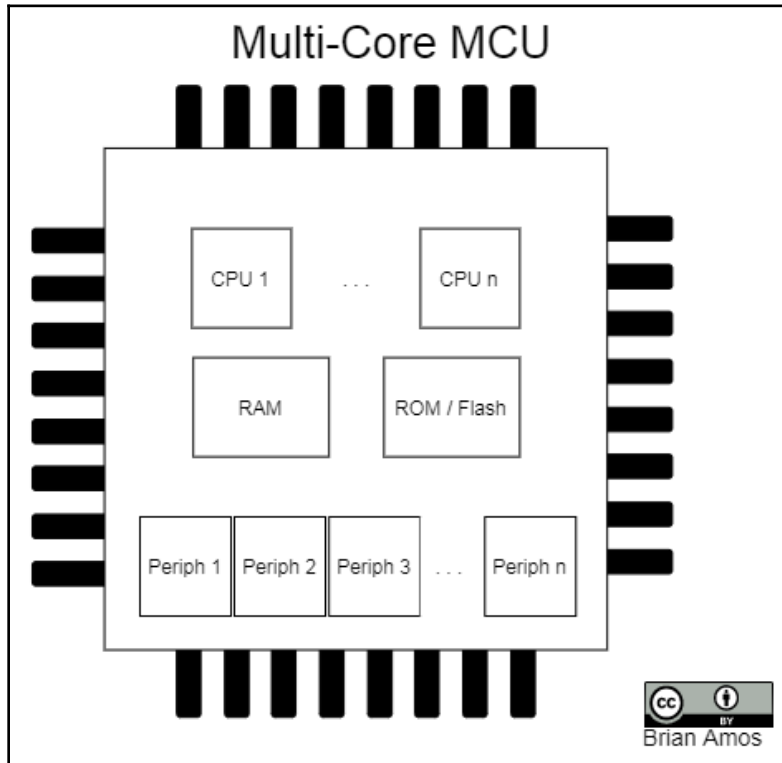 Multi-Core MCU
CPU 1 . . . CPU n
RAM ROM / Flash
Periph 1 Periph 2 Periph 3 . . . Periph n
cc
BY
Brian Amos